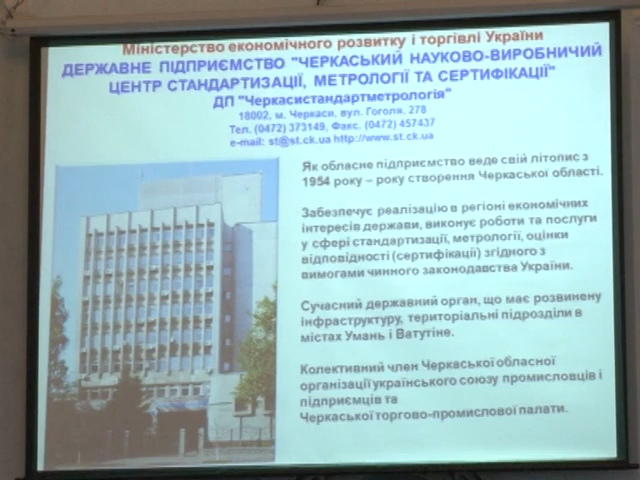 Міністерство економічного розвитку і торгівлі України
ДЕРЖАВНЕ ПІДПРИЄМСТВО "ЧЕРКАСЬКИЙ НАУКОВО-ВИРОБНИЧИЙ
ЦЕНТР СТАНДАРТИЗАЦІЇ, МЕТРОЛОГІЇ ТА СЕРТИФІКАЦІЇ"
ДП "Черкасистандартметрологія"
18002, м. Черкаси, вул. Гоголя, 278
Тел. (0472) 373149, Факс. (0472) 457437
e-mail: st@st.ck.ua http://www.st.ck.ua
Як обласне підприємство веде свій літопис з
1954 року – року створення Черкаської області.
Забезпечує реалізацію в регіоні економічних
інтересів держави, виконує роботи та послуги
у сфері стандартизації, метрології, оцінки
відповідності (сертифікації) згідного з
вимогами чинного законодавства України.
Сучасний державний орган, що має розвинену
інфраструктуру, територіальні підрозділи в
містах Умань і Ватутіне.
Колективний член Черкаської обласної
організації українського союзу промисловців і
підприємців та
Черкаської торгово-промислової палати.